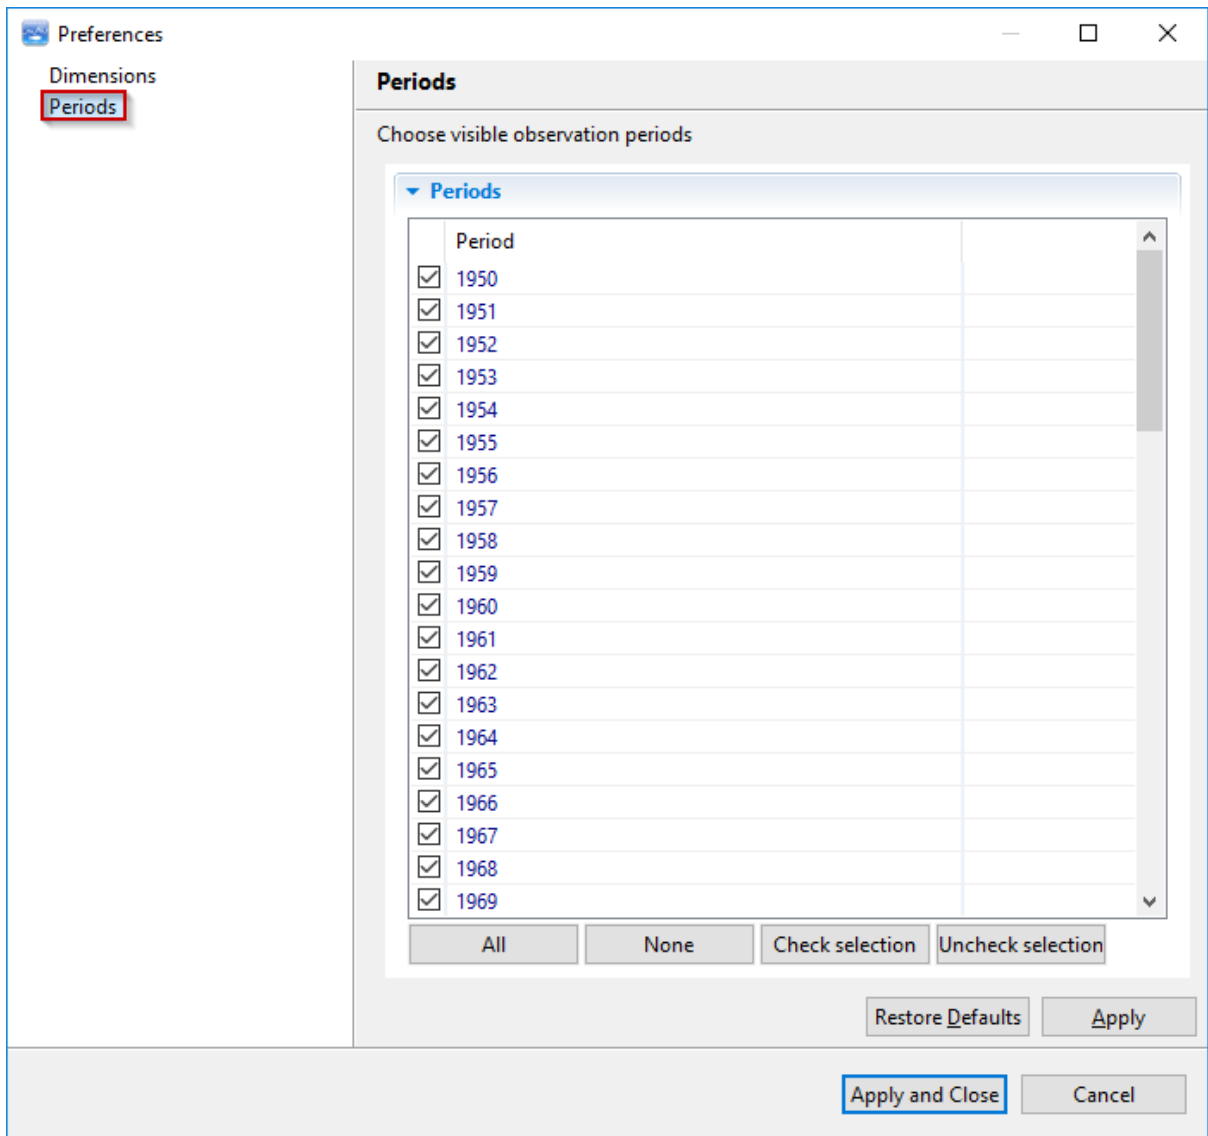 Preferences
Dimensions
Periods
Periods
Choose visible observation periods
Periods
Period
1950
1951
1952
1953
1954
1955
1956
1957
1958
1959
1960
1961
1962
1963
1964
1965
1966
1967
1968
1969
All None Check selection Uncheck selection
Restore Defaults Apply
Apply and Close Cancel